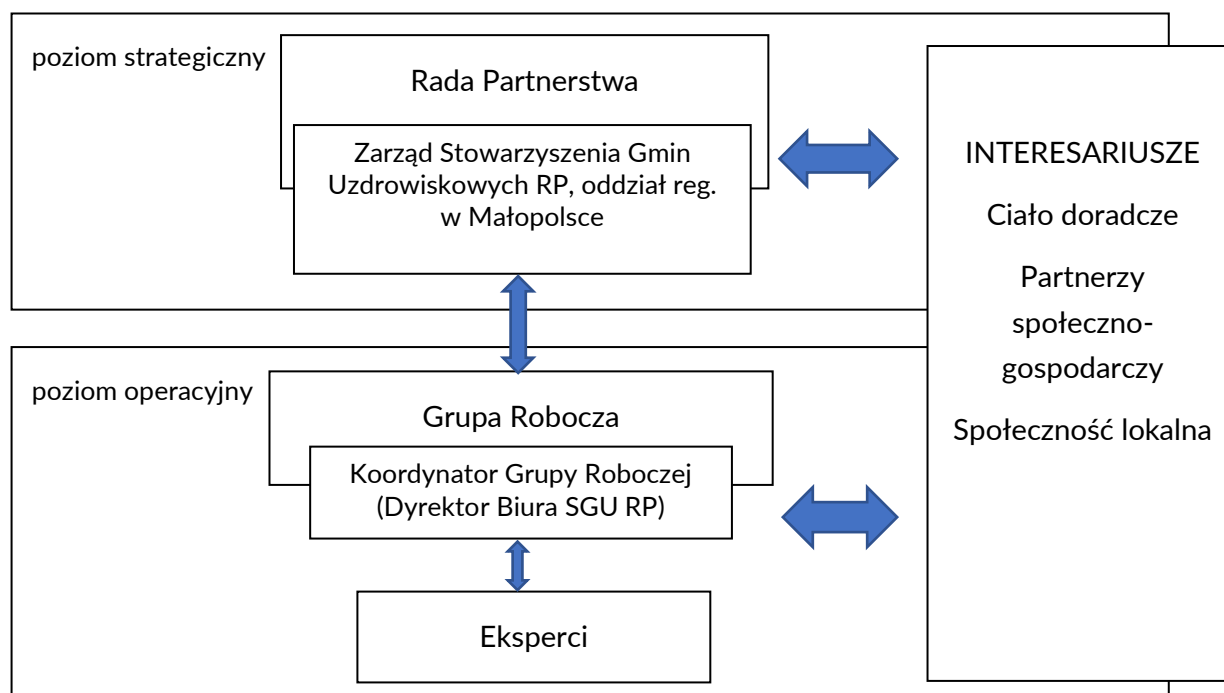 poziom strategiczny
Rada Partnerstwa
Zarząd Stowarzyszenia Gmin
Uzdrowiskowych RP, oddział reg.
w Małopolsce
INTERESARIUSZE
Ciało doradcze
Partnerzy
społeczno-
gospodarczy
Społeczność lokalna
poziom operacyjny
Grupa Robocza
Koordynator Grupy Roboczej
(Dyrektor Biura SGU RP)
Eksperci